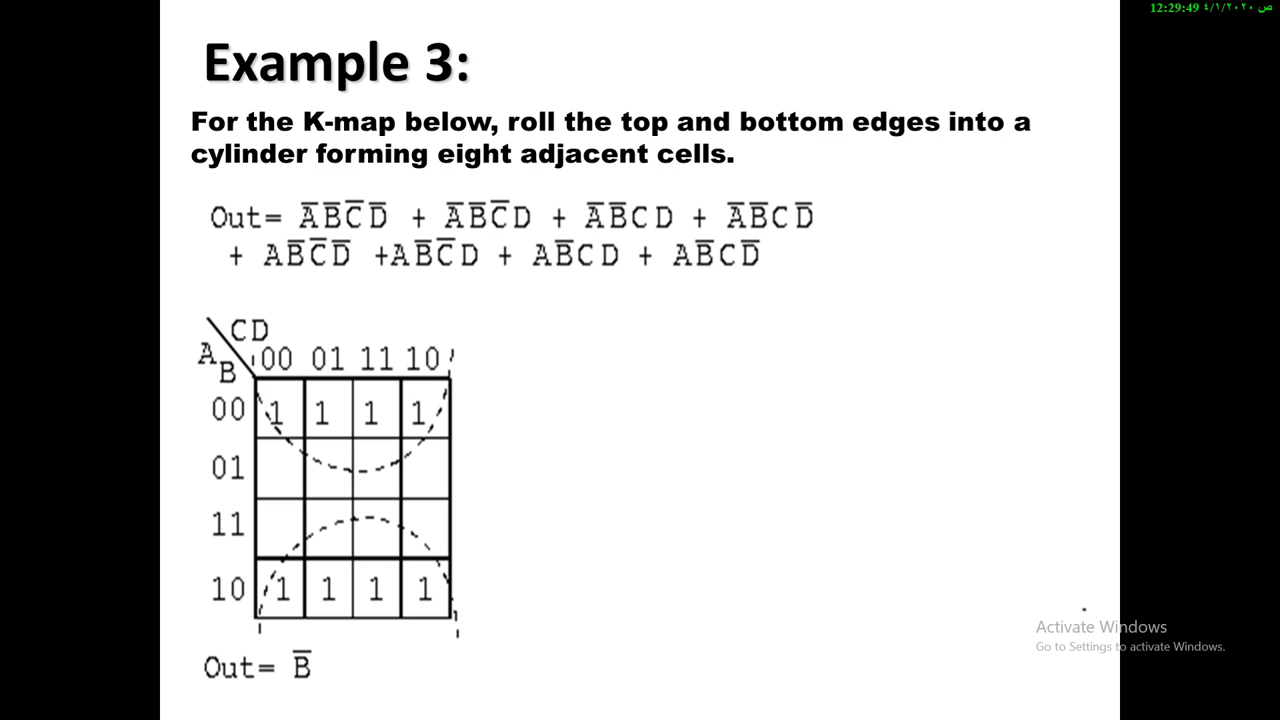 12:29:49 ٤/١/٢٠٢٠ ص
Example 3:
For the K-map below, roll the top and bottom edges into a
cylinder forming eight adjacent cells.
Out= A̅B̅C̅D̅ + A̅B̅C̅D + A̅B̅CD + A̅B̅CD̅
+ AB̅C̅D̅ +AB̅C̅D + AB̅CD + AB̅CD̅
CD
A
B
00 01 11 10
00 1 1 1 1
01
11
10 1 1 1 1
Out= B̅
Activate Windows
Go to Settings to activate Windows.